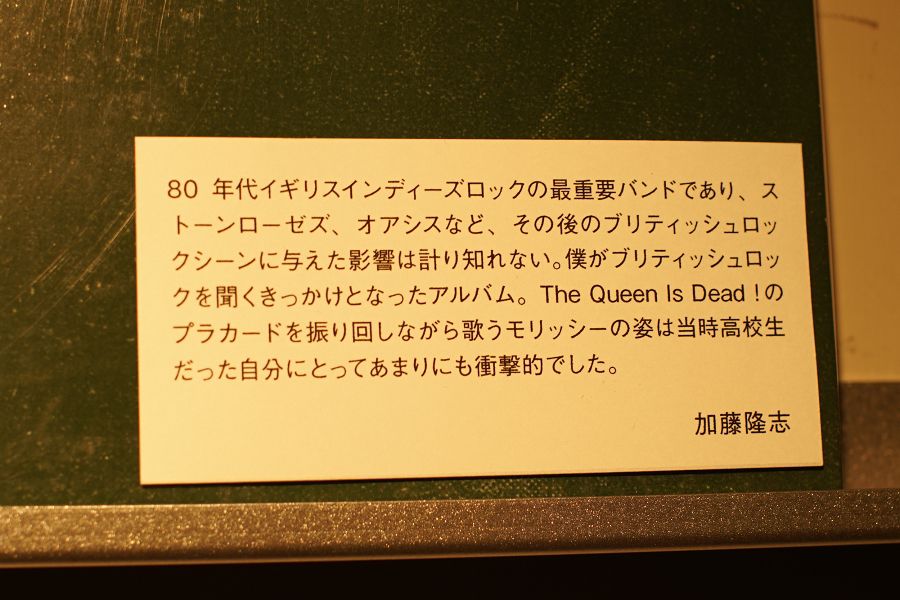 80 年代イギリスインディーズロックの最重要バンドであり、ス
トーンローゼズ、オアシスなど、その後のブリティッシュロッ
クシーンに与えた影響は計り知れない。僕がブリティッシュロッ
クを聞くきっかけとなったアルバム。The Queen Is Dead !の
プラカードを振り回しながら歌うモリッシーの姿は当時高校生
だった自分にとってあまりにも衝撃的でした。
加藤隆志